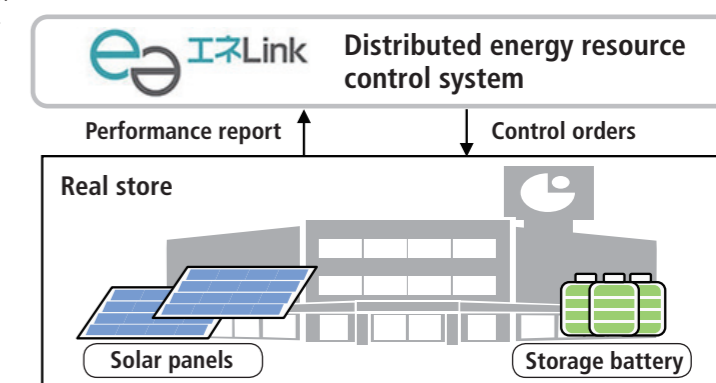 エネLink
Distributed energy resource
control system
Performance report
Control orders
Real store
Solar panels
Storage battery